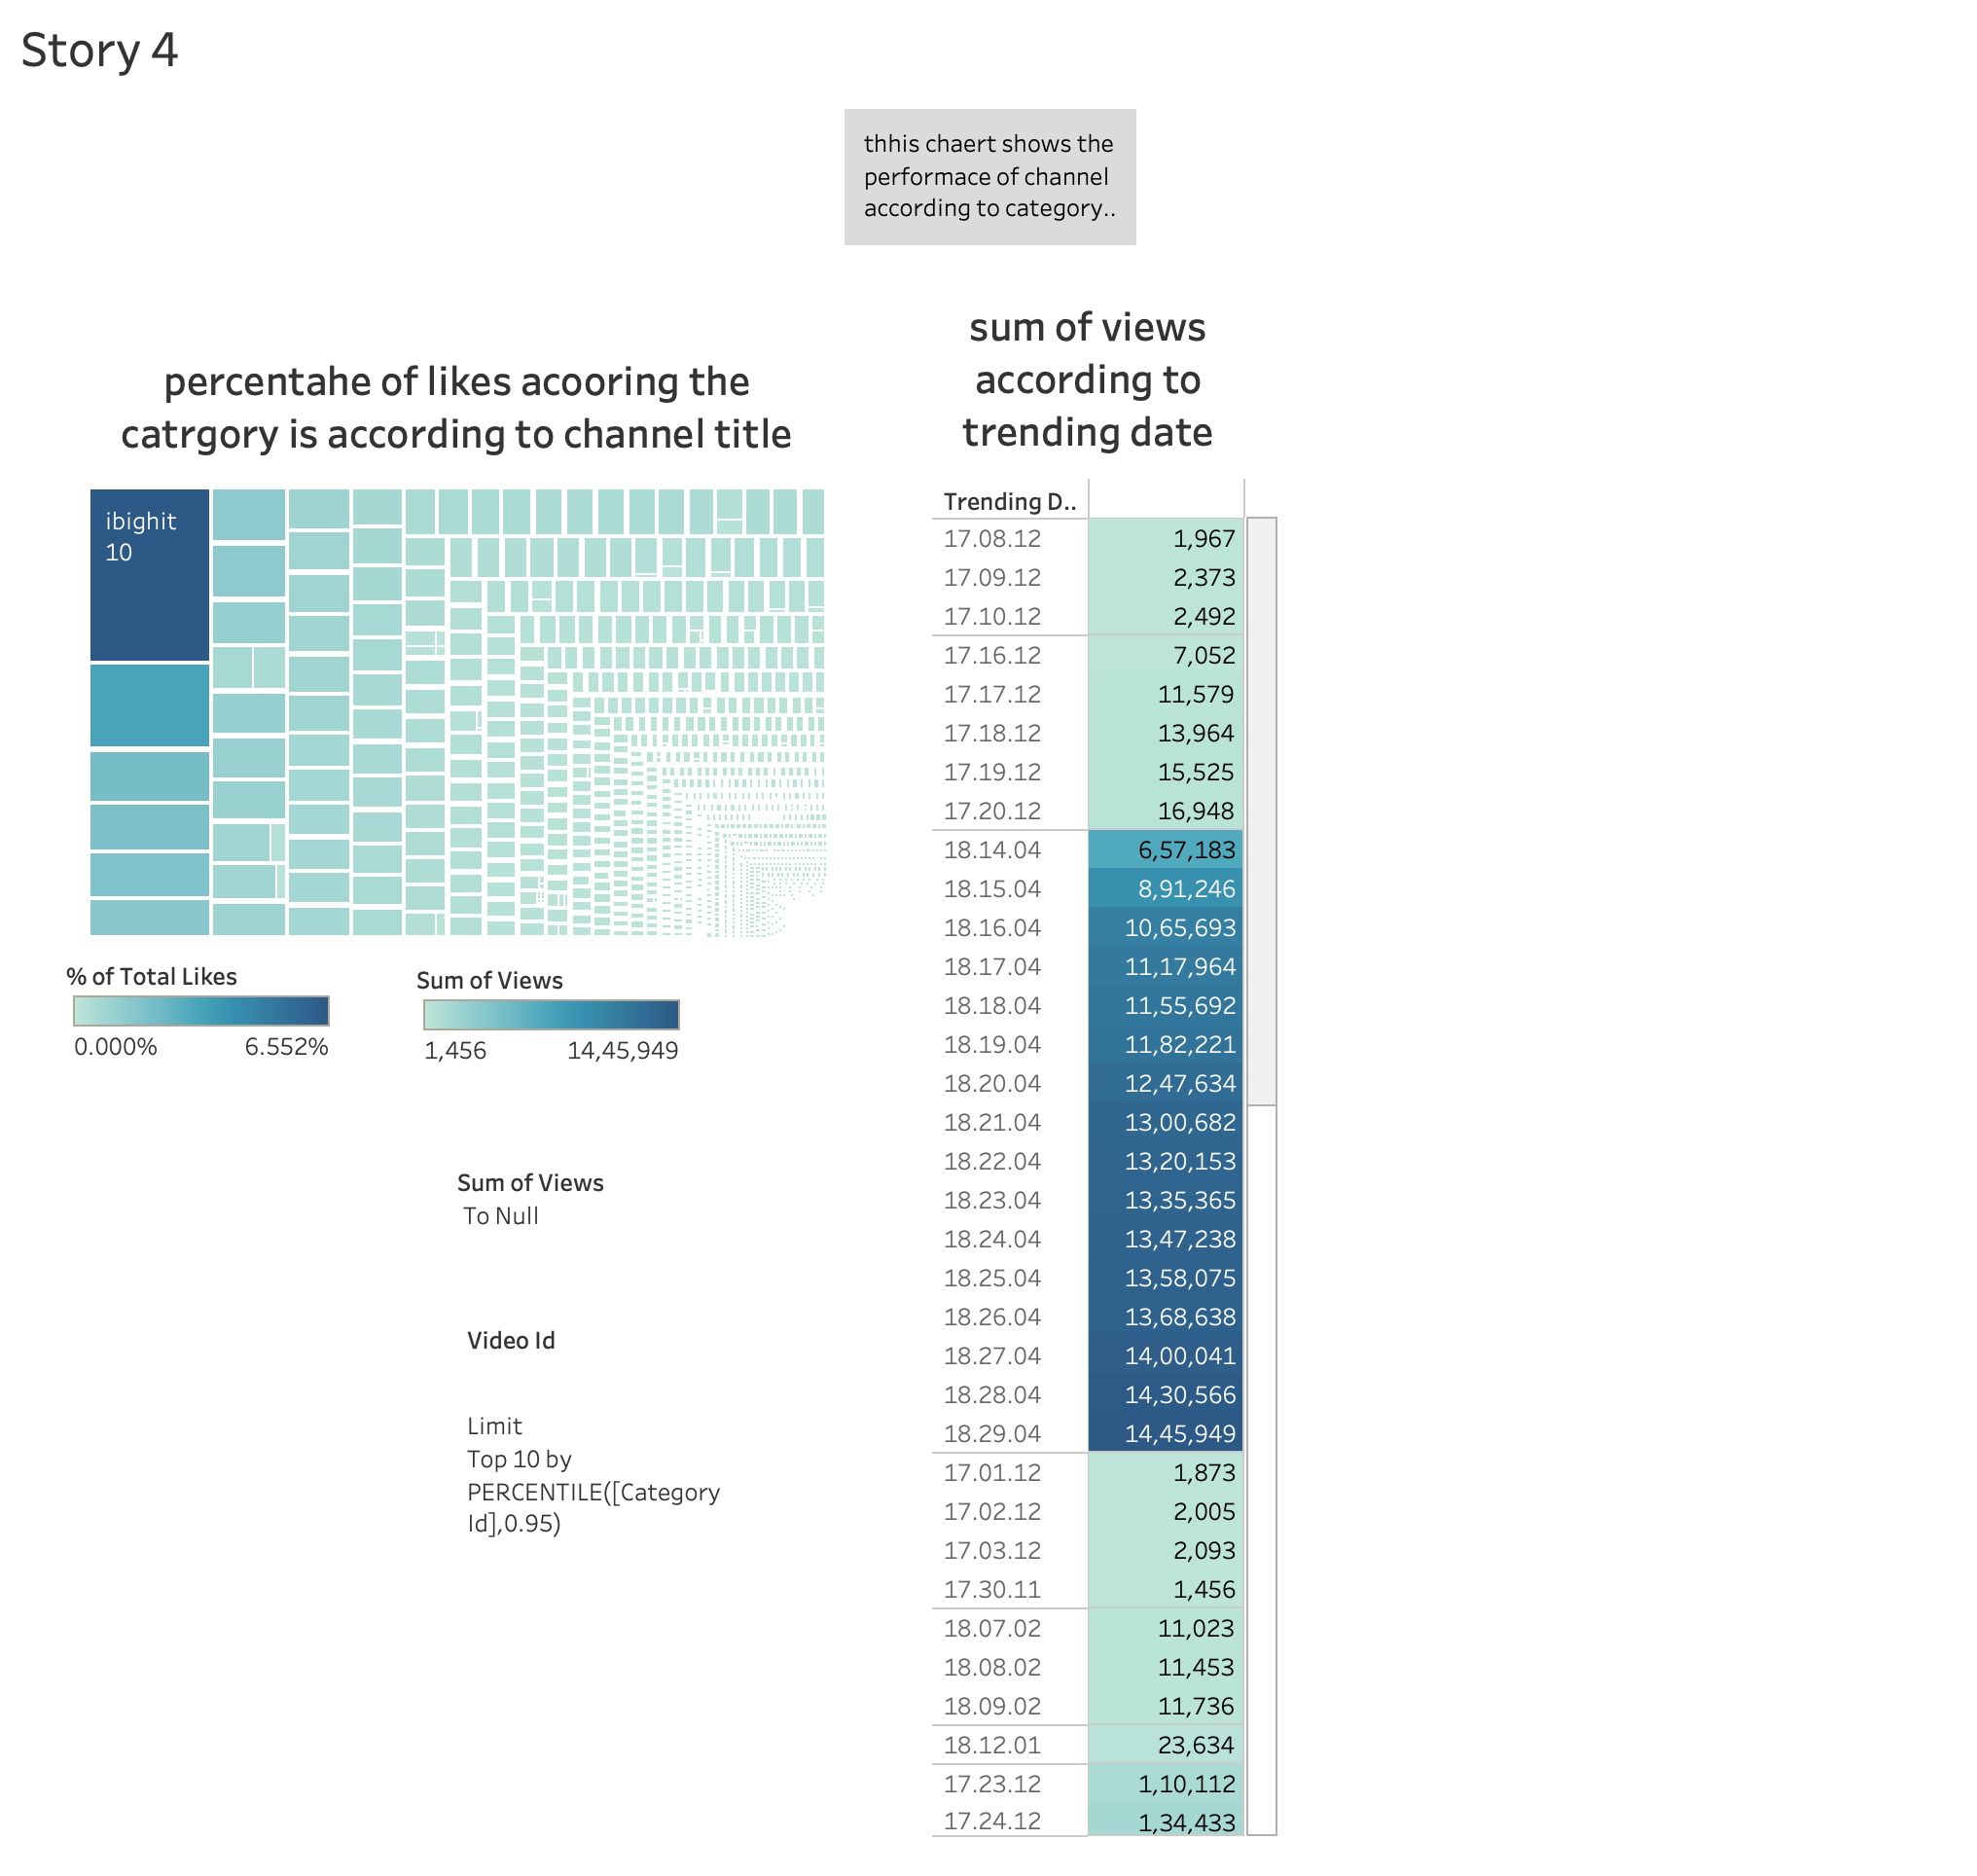 Story 4
thhis chaert shows the
performace of channel
according to category..
percentahe of likes acooring the
catrgory is according to channel title
ibighit
10
% of Total Likes
0.000% 6.552%
Sum of Views
1,456 14,45,949
Sum of Views
To Null
Video Id
Limit
Top 10 by
PERCENTILE([Category
Id],0.95)
sum of views
according to
trending date
Trending D..
17.08.12 1,967
17.09.12 2,373
17.10.12 2,492
17.16.12 7,052
17.17.12 11,579
17.18.12 13,964
17.19.12 15,525
17.20.12 16,948
18.14.04 6,57,183
18.15.04 8,91,246
18.16.04 10,65,693
18.17.04 11,17,964
18.18.04 11,55,692
18.19.04 11,82,221
18.20.04 12,47,634
18.21.04 13,00,682
18.22.04 13,20,153
18.23.04 13,35,365
18.24.04 13,47,238
18.25.04 13,58,075
18.26.04 13,68,638
18.27.04 14,00,041
18.28.04 14,30,566
18.29.04 14,45,949
17.01.12 1,873
17.02.12 2,005
17.03.12 2,093
17.30.11 1,456
18.07.02 11,023
18.08.02 11,453
18.09.02 11,736
18.12.01 23,634
17.23.12 1,10,112
17.24.12 1,34,433